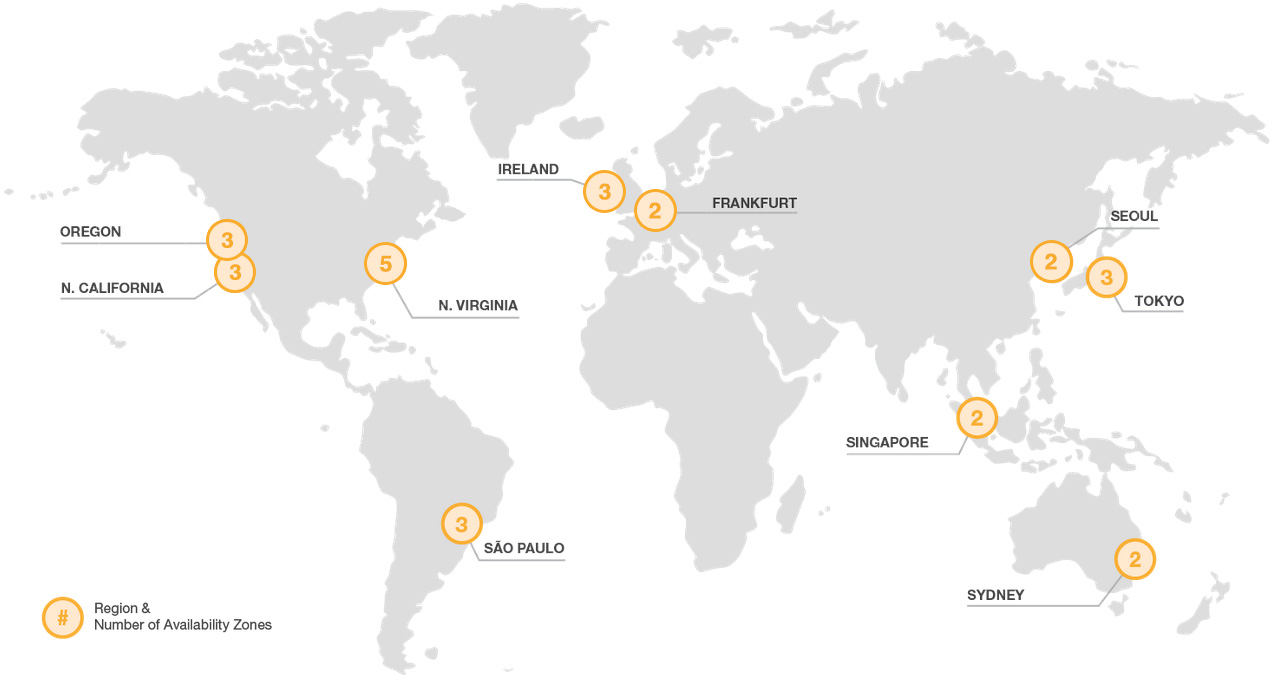 IRELAND
3
2
FRANKFURT
SEOUL
OREGON
3
5
2
3
N. CALIFORNIA
3
N. VIRGINIA
TOKYO
2
SINGAPORE
3
SÃO PAULO
2
SYDNEY
#
Region &
Number of Availability Zones